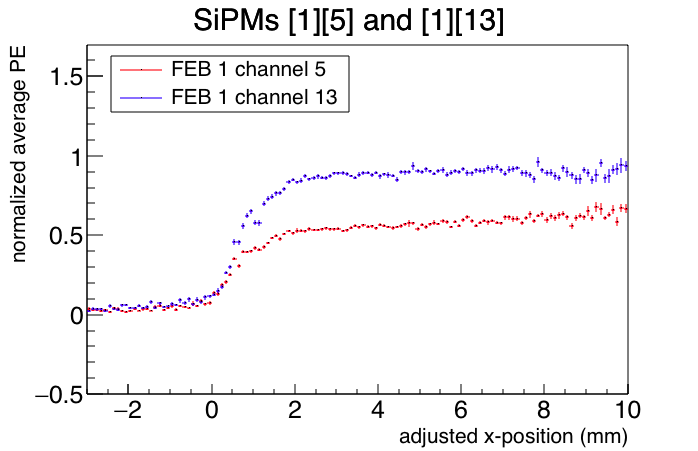 SiPMs [1][5] and [1][13]
normalized average PE
1.5
1
0.5
0
−0.5
FEB 1 channel 5
FEB 1 channel 13
−2 0 2 4 6 8 10
adjusted x-position (mm)